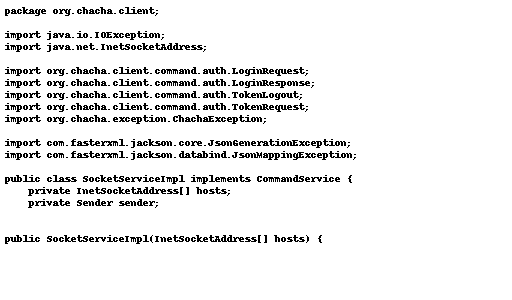 package org.chacha.client;
import java.io.IOException;
import java.net.InetSocketAddress;
import org.chacha.client.command.auth.LoginRequest;
import org.chacha.client.command.auth.LoginResponse;
import org.chacha.client.command.auth.TokenLogout;
import org.chacha.client.command.auth.TokenRequest;
import org.chacha.exception.ChachaException;
import com.fasterxml.jackson.core.JsonGenerationException;
import com.fasterxml.jackson.databind.JsonMappingException;
public class SocketServiceImpl implements CommandService {
    private InetSocketAddress[] hosts;
    private Sender sender;
public SocketServiceImpl(InetSocketAddress[] hosts) {